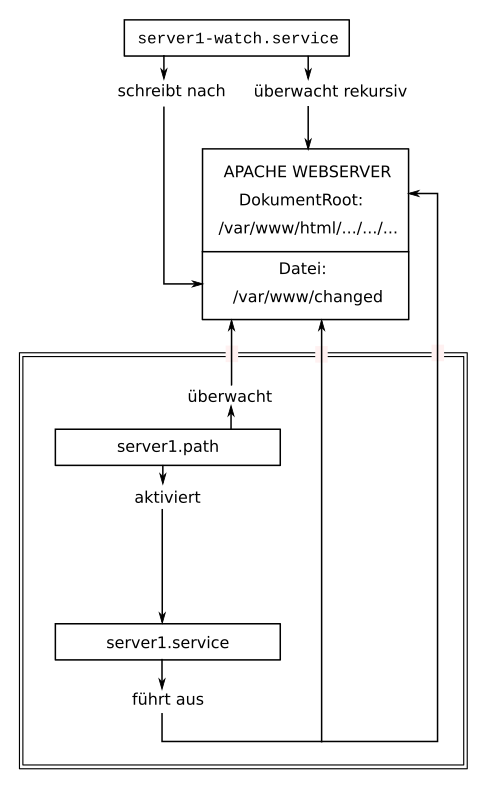 server1-watch.service
schreibt nach
überwacht rekursiv
APACHE WEBSERVER
DokumentRoot:
/var/www/html/.../.../...
Datei:
/var/www/changed
überwacht
server1.path
aktiviert
server1.service
führt aus